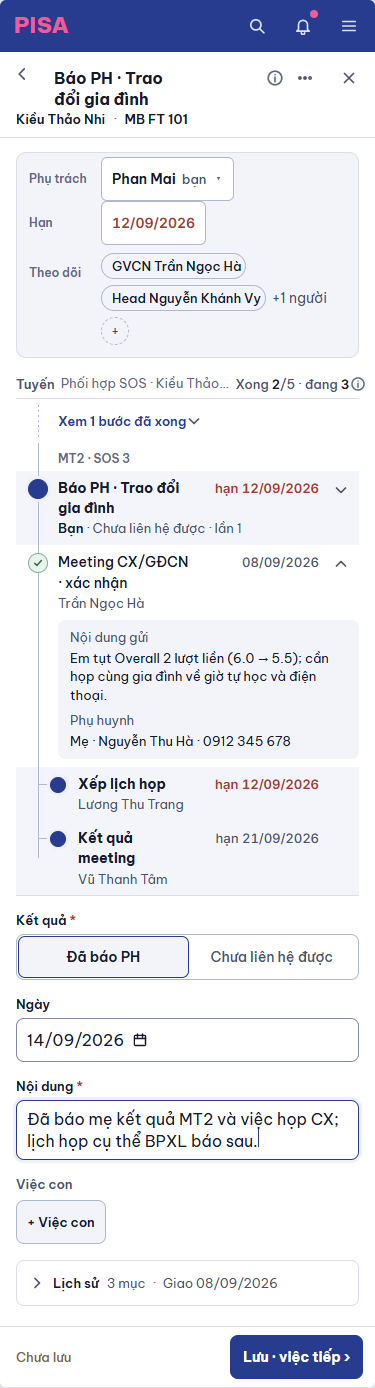 PISA
Báo PH · Trao
đổi gia đình
Kiều Thảo Nhi · MB FT 101
Phụ trách
Phan Mai bạn
Hạn
12/09/2026
Theo dõi
GVCN Trần Ngọc Hà
Head Nguyễn Khánh Vy +1 người
+
Tuyến Phối hợp SOS · Kiều Thảo... Xong 2/5 · đang 3
Xem 1 bước đã xong
MT2 · SOS 3
Báo PH · Trao đổi hạn 12/09/2026
gia đình
Bạn · Chưa liên hệ được · lần 1
Meeting CX/GĐCN 08/09/2026
· xác nhận
Trần Ngọc Hà
Nội dung gửi
Em tụt Overall 2 lượt liền (6.0 → 5.5); cần
họp cùng gia đình về giờ tự học và điện
thoại.
Phụ huynh
Mẹ · Nguyễn Thu Hà · 0912 345 678
Xếp lịch họp hạn 12/09/2026
Lương Thu Trang
Kết quả hạn 21/09/2026
meeting
Vũ Thanh Tâm
Kết quả *
Đã báo PH Chưa liên hệ được
Ngày
14/09/2026
Nội dung *
Đã báo mẹ kết quả MT2 và việc họp CX;
lịch họp cụ thể BPXL báo sau.
Việc con
+ Việc con
Lịch sử 3 mục · Giao 08/09/2026
Chưa lưu
Lưu · việc tiếp ›